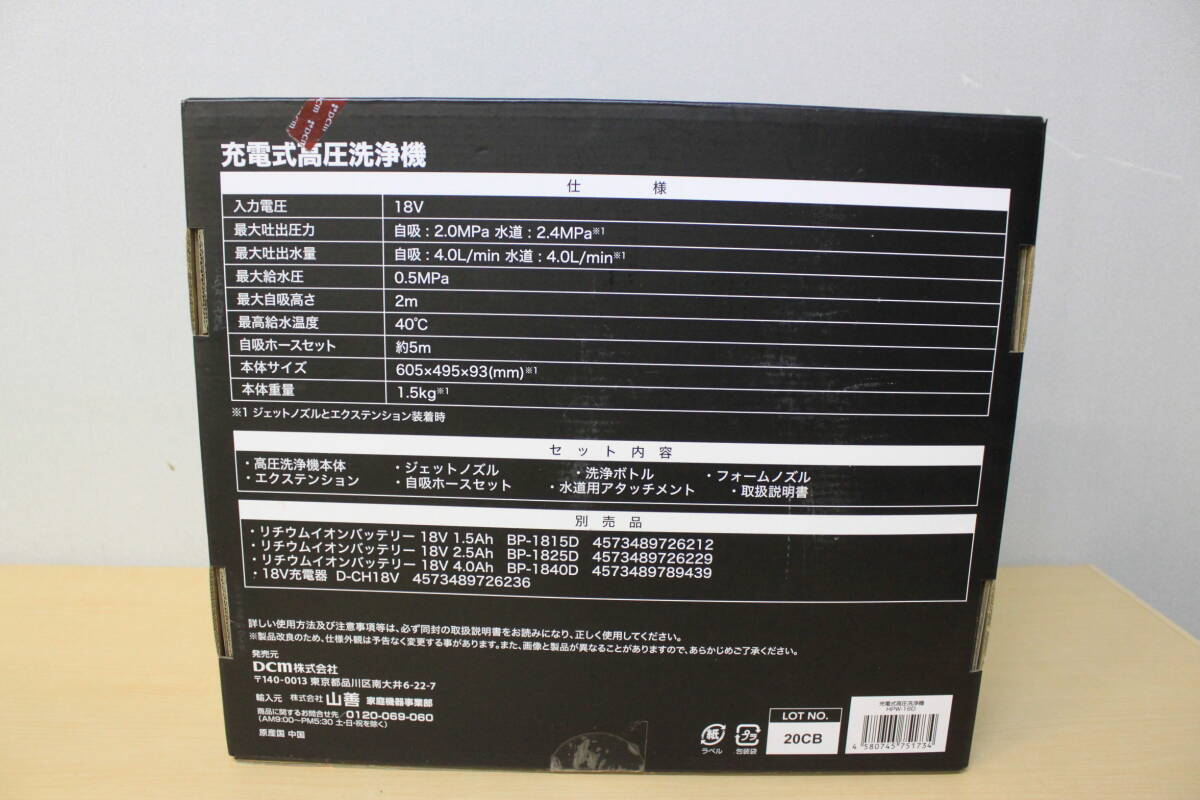 充電式高圧洗浄機
仕 様
入力電圧 18V
最大吐出圧力 自吸：2.0MPa 水道：2.4MPa※1
最大吐出水量 自吸：4.0L/min 水道：4.0L/min※1
最大給水圧 0.5MPa
最大自吸高さ 2m
最高給水温度 40℃
自吸ホースセット 約5m
本体サイズ 605×495×93(mm)※1
本体重量 1.5kg※1
※1 ジェットノズルとエクステンション装着時
セット内容
・高圧洗浄機本体 ・ジェットノズル ・洗浄ボトル ・フォームノズル
・エクステンション ・自吸ホースセット ・水道用アタッチメント ・取扱説明書
別売品
・リチウムイオンバッテリー 18V 1.5Ah BP-1815D 4573489726212
・リチウムイオンバッテリー 18V 2.5Ah BP-1825D 4573489726229
・リチウムイオンバッテリー 18V 4.0Ah BP-1840D 4573489789439
・18V充電器 D-CH18V 4573489726236
詳しい使用方法及び注意事項等は、必ず同封の取扱説明書をお読みになり、正しく使用してください。
※製品改良のため、仕様外観は予告なく変更する事があります。また、画像と製品が異なることがありますので、あらかじめご了承ください。
発売元
DCM株式会社
〒140-0013 東京都品川区南大井6-22-7
輸入元 株式会社 山善 家庭機器事業部
商品に関するお問合せ先／0120-069-060
(AM9:00〜PM5:30 土・日・祝を除く)
原産国 中国
紙
ラベル
プラ
包装袋
LOT NO.
20CB
充電式高圧洗浄機
HPW-18D
4 580745 751734
DCM
DCM